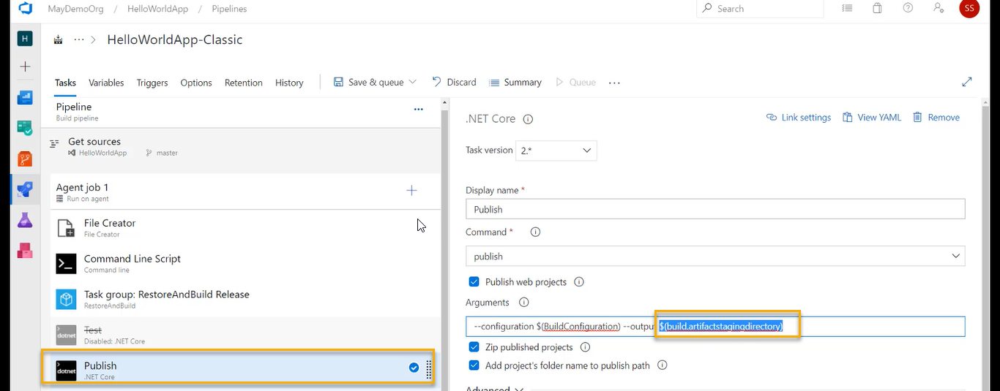 MayDemoOrg / HelloWorldApp / Pipelines
Search
SS
H
··· > HelloWorldApp-Classic
Tasks Variables Triggers Options Retention History Save & queue Discard Summary Queue ···
Pipeline
Build pipeline
Get sources
HelloWorldApp master
Agent job 1
Run on agent
File Creator
File Creator
Command Line Script
Command line
Task group: RestoreAndBuild Release
RestoreAndBuild
dotnet
Test
Disabled: .NET Core
dotnet
Publish
.NET Core
.NET Core
Link settings View YAML Remove
Task version 2.*
Display name *
Publish
Command *
publish
Publish web projects
Arguments
--configuration $(BuildConfiguration) --output $(build.artifactstagingdirectory)
Zip published projects
Add project's folder name to publish path
Advanced